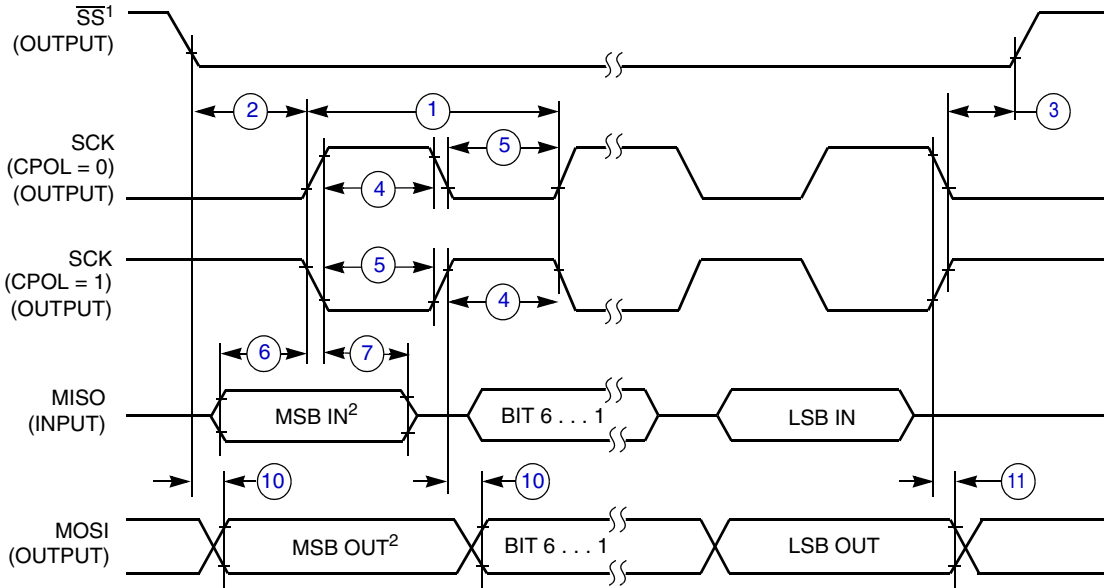 SS¹
(OUTPUT)
2
1
3
SCK
(CPOL = 0)
(OUTPUT)
5
4
SCK
(CPOL = 1)
(OUTPUT)
5
4
6
7
MISO
(INPUT)
MSB IN²
BIT 6 . . . 1
LSB IN
10
10
11
MOSI
(OUTPUT)
MSB OUT²
BIT 6 . . . 1
LSB OUT